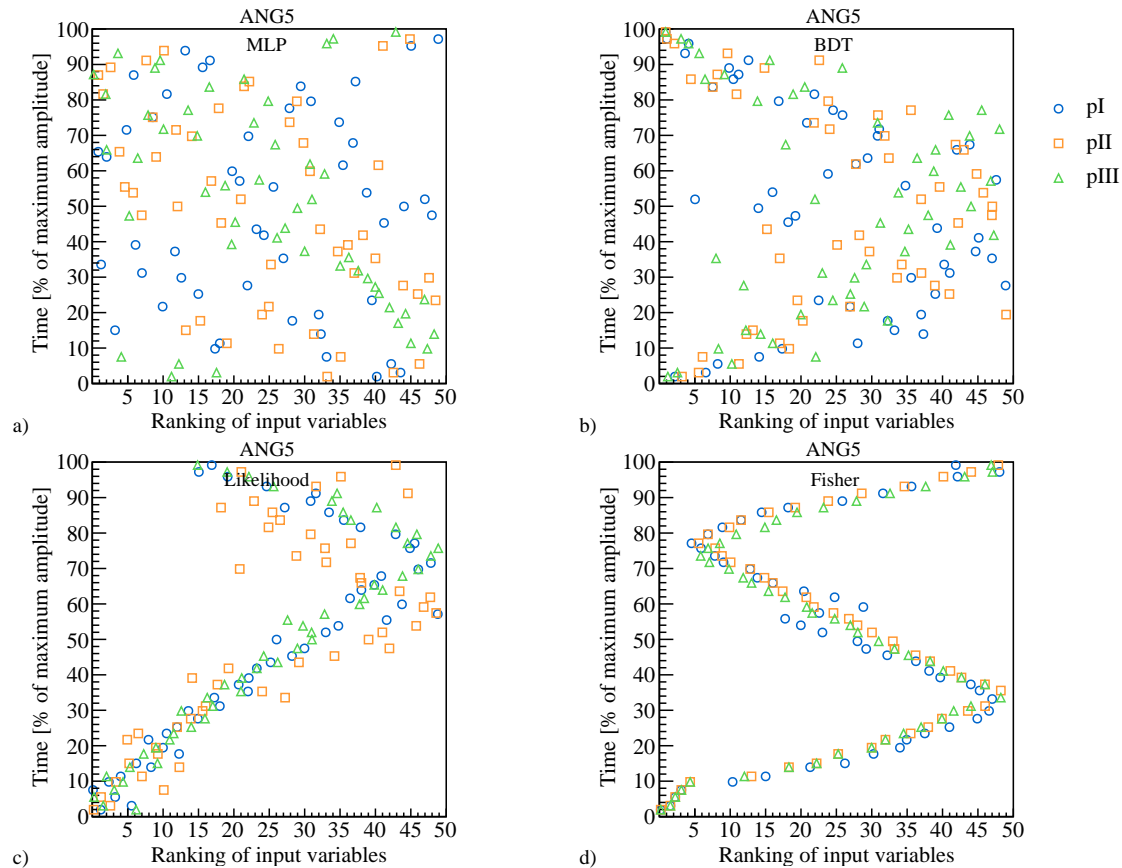 ANG5
MLP
100
90
80
70
60
50
40
30
20
10
0
Time [% of maximum amplitude]
5 10 15 20 25 30 35 40 45 50
Ranking of input variables
a)
ANG5
BDT
100
90
80
70
60
50
40
30
20
10
0
Time [% of maximum amplitude]
5 10 15 20 25 30 35 40 45 50
Ranking of input variables
b)
pI
pII
pIII
ANG5
Likelihood
100
90
80
70
60
50
40
30
20
10
0
Time [% of maximum amplitude]
5 10 15 20 25 30 35 40 45 50
Ranking of input variables
c)
ANG5
Fisher
100
90
80
70
60
50
40
30
20
10
0
Time [% of maximum amplitude]
5 10 15 20 25 30 35 40 45 50
Ranking of input variables
d)